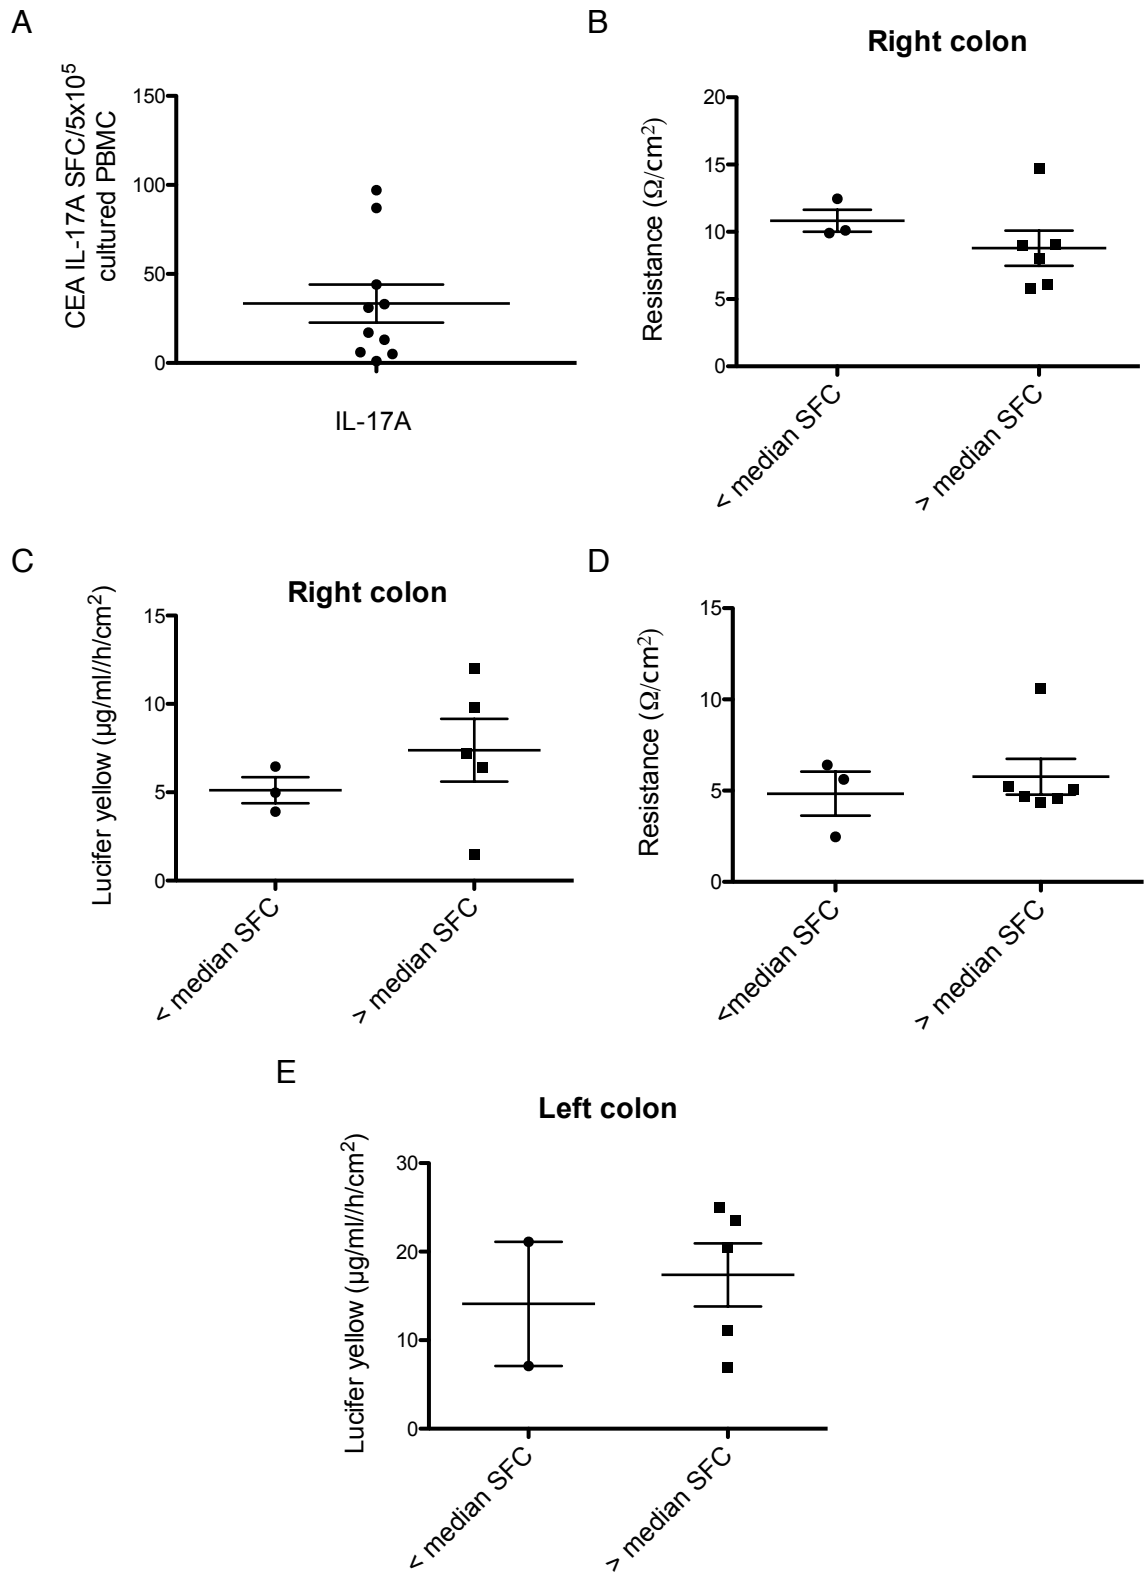 A
CEA IL-17A SFC/5x10⁵
cultured PBMC
150
100
50
0
IL-17A
B
Right colon
Resistance (Ω/cm²)
20
15
10
5
0
< median SFC
> median SFC
C
Right colon
Lucifer yellow (µg/ml//h/cm²)
15
10
5
0
< median SFC
> median SFC
D
Resistance (Ω/cm²)
15
10
5
0
<median SFC
> median SFC
E
Left colon
Lucifer yellow (µg/ml//h/cm²)
30
20
10
0
< median SFC
> median SFC